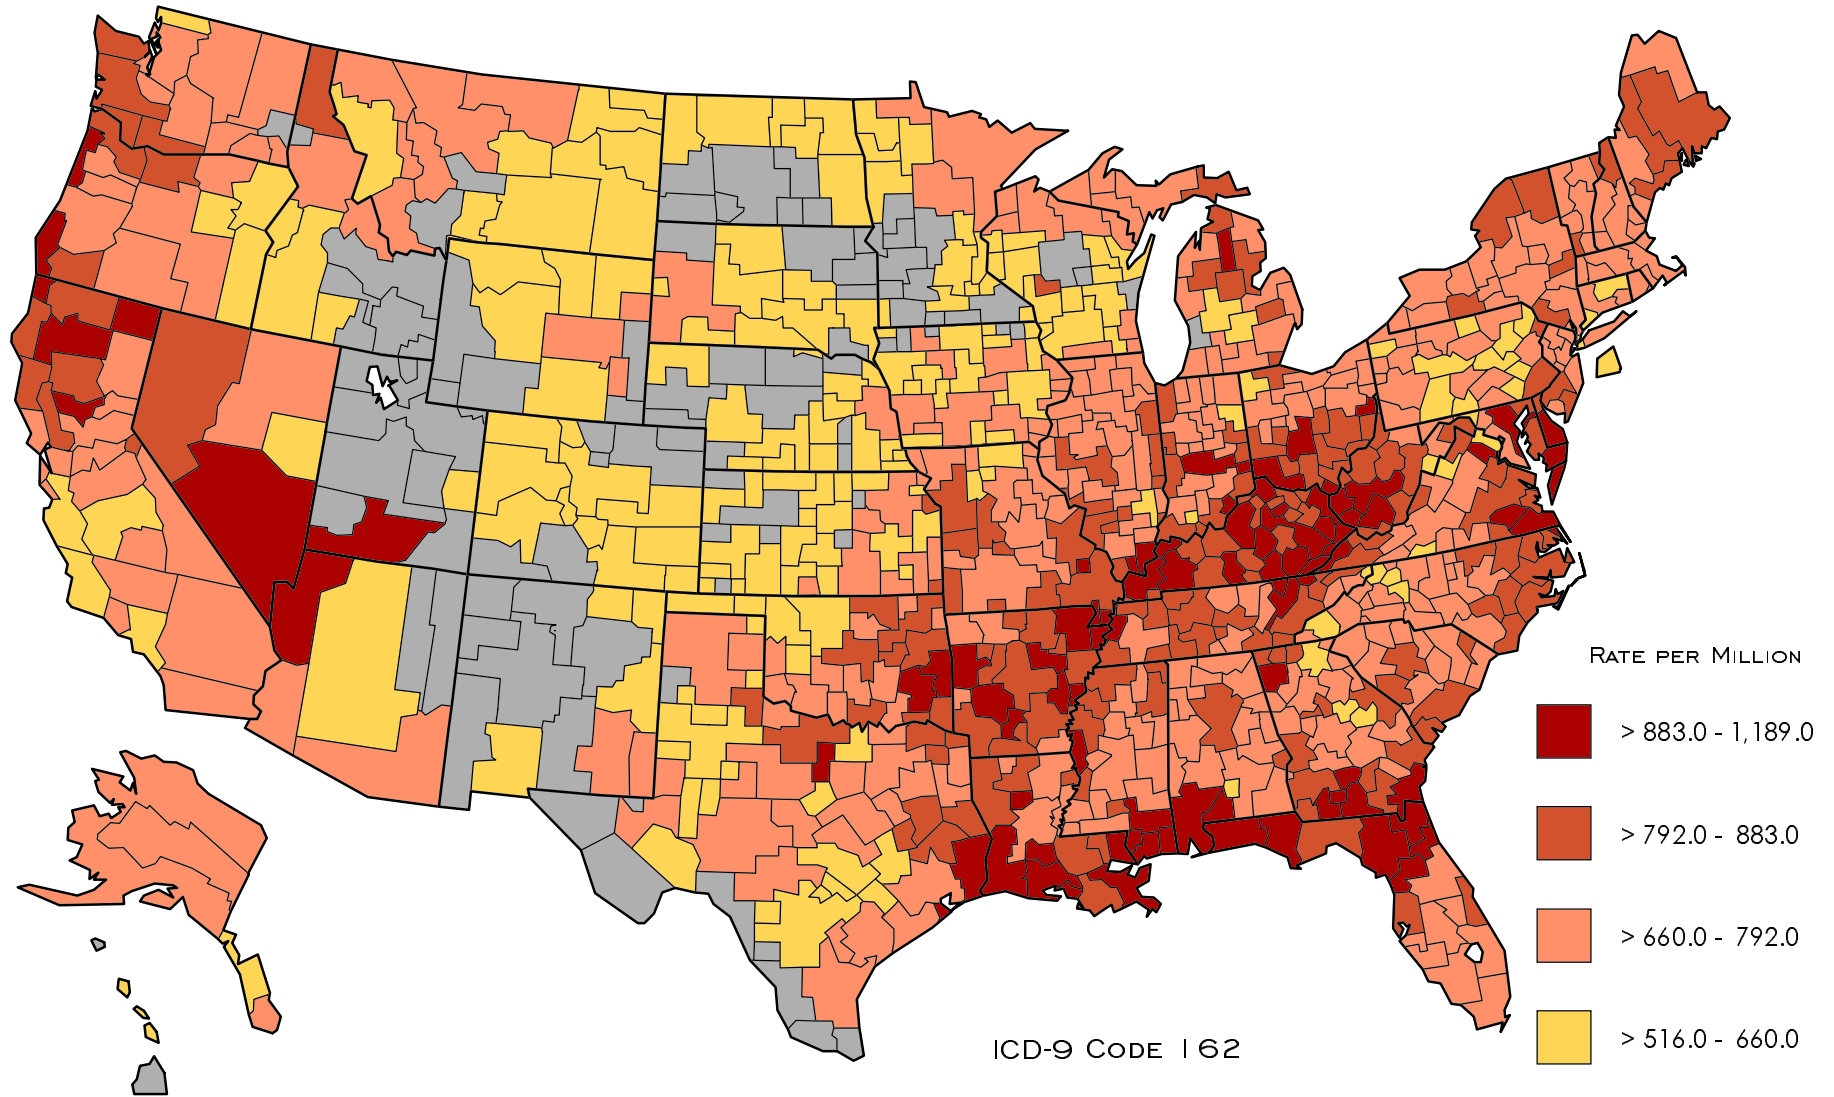 RATE PER MILLION
> 883.0 - 1,189.0
> 792.0 - 883.0
> 660.0 - 792.0
> 516.0 - 660.0
ICD-9 CODE 162